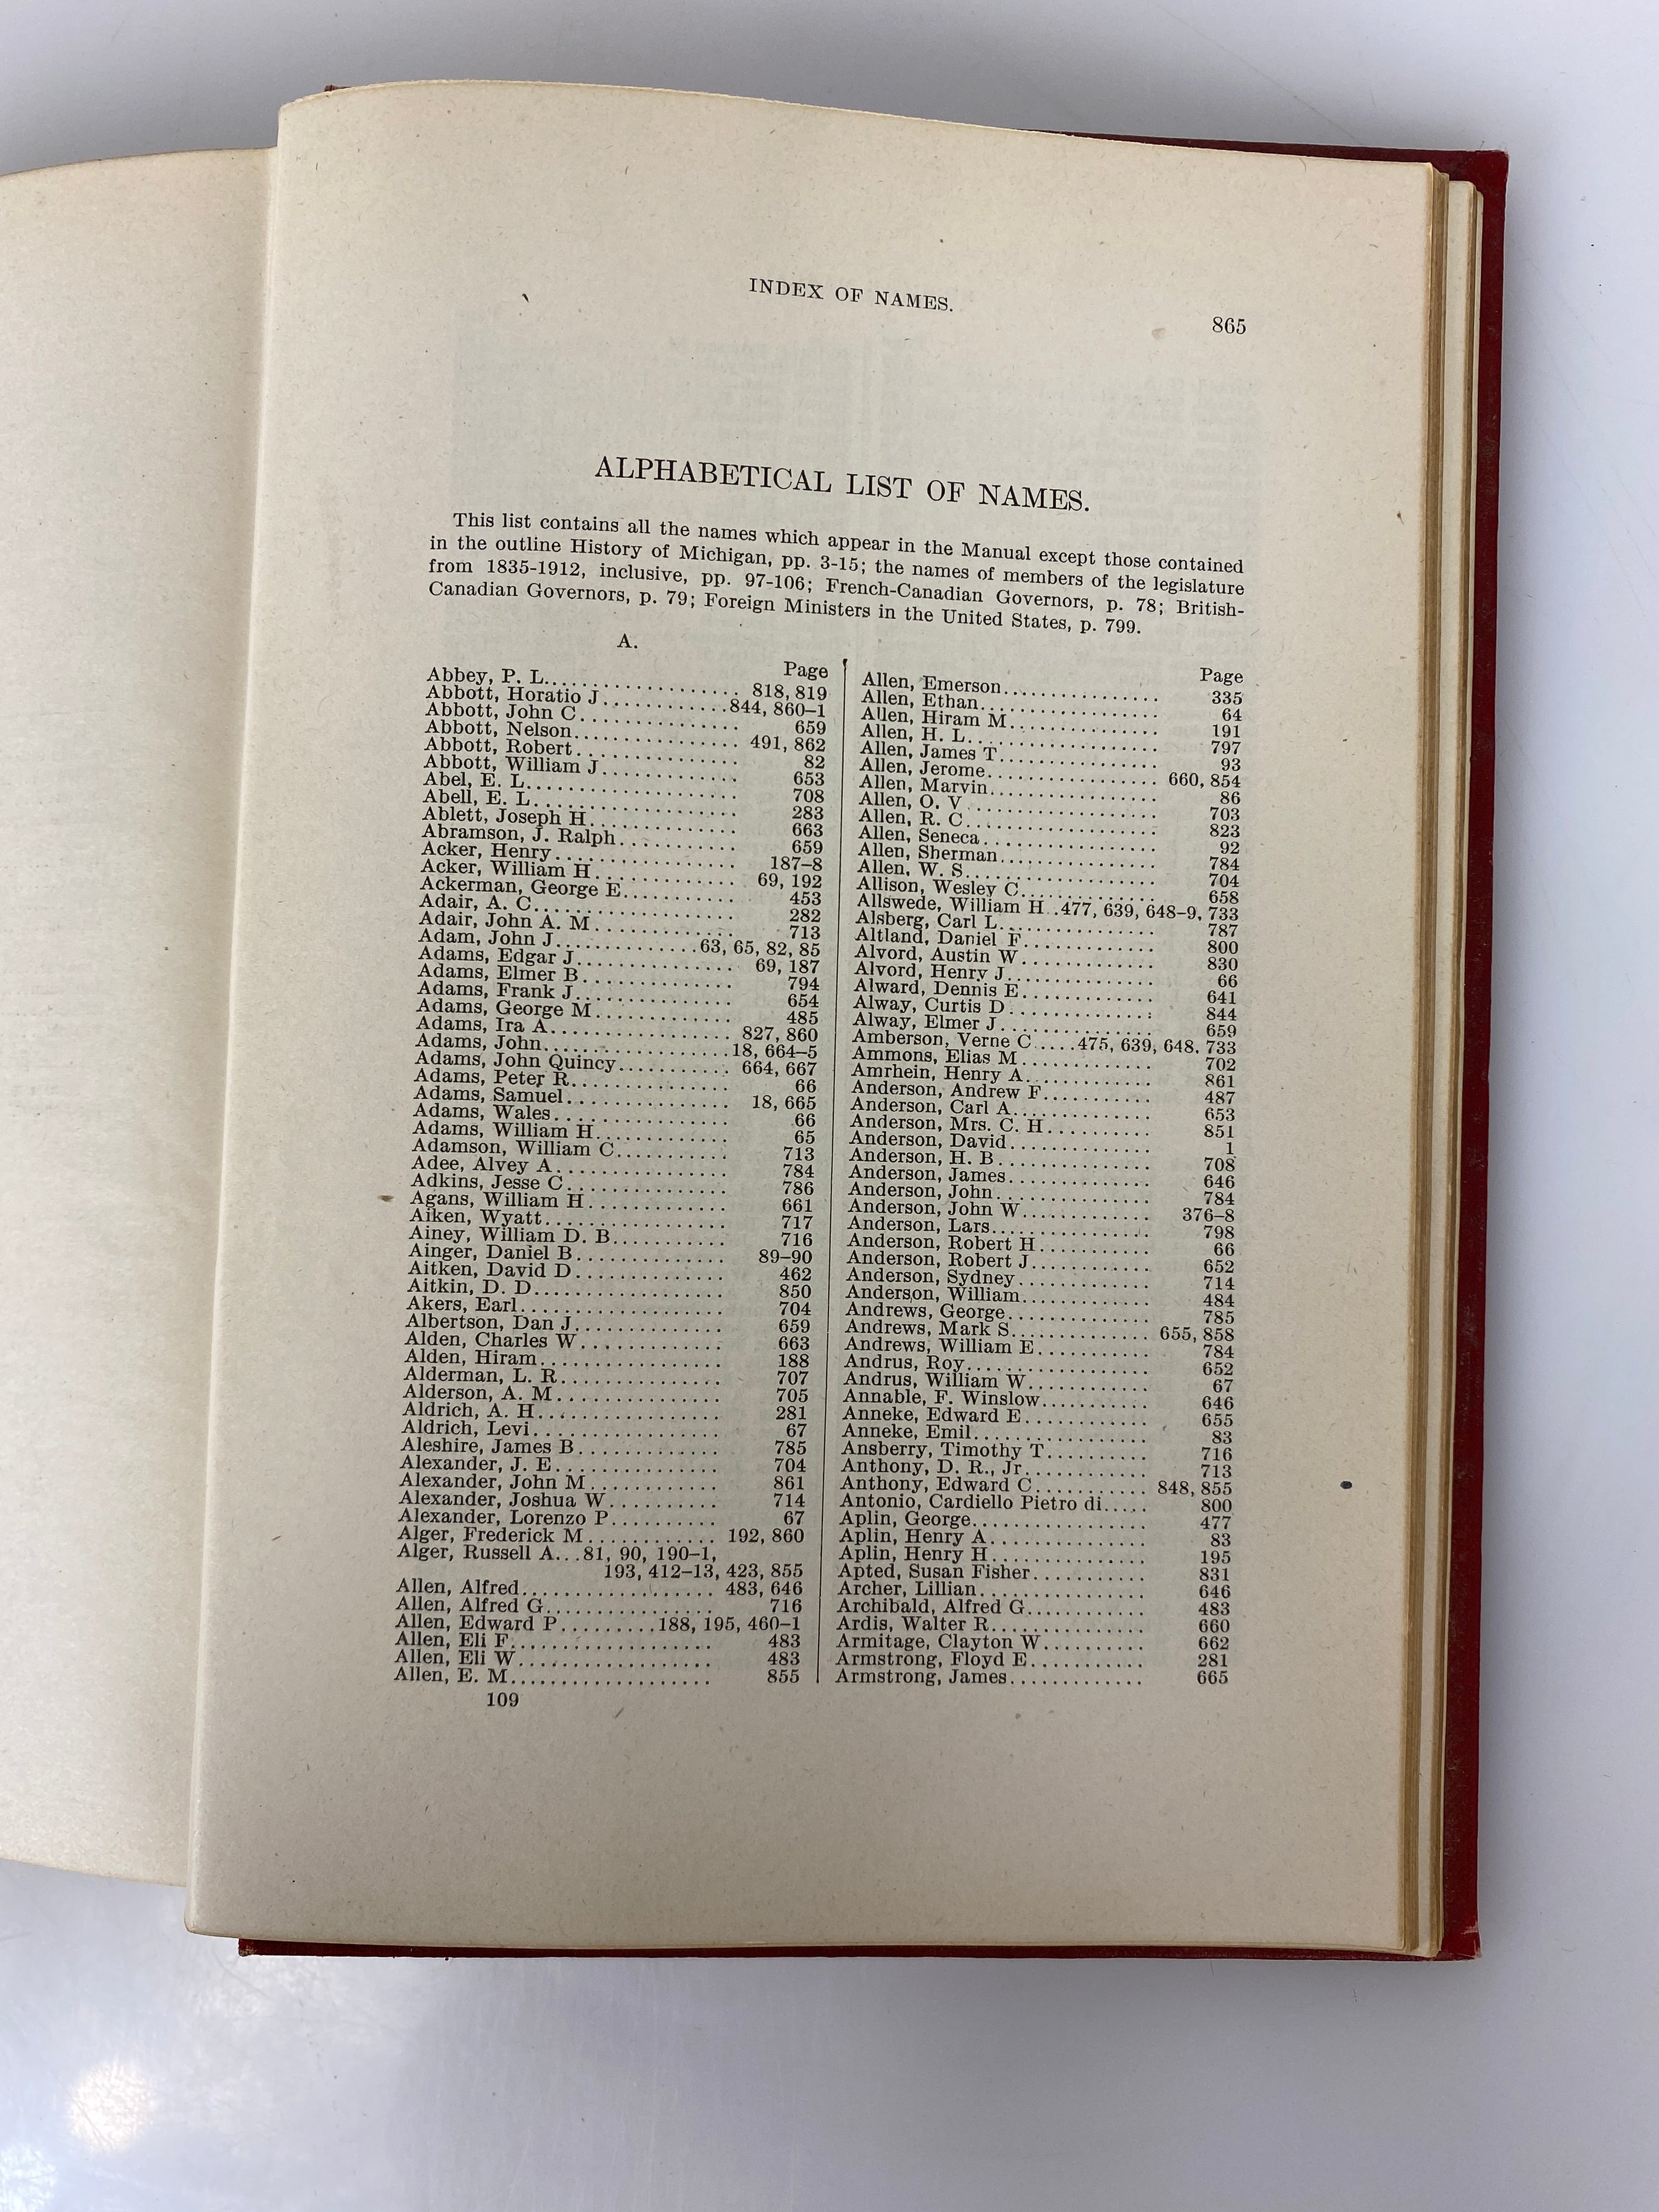 INDEX OF NAMES.
865
ALPHABETICAL LIST OF NAMES.
This list contains all the names which appear in the Manual except those contained
in the outline History of Michigan, pp. 3-15; the names of members of the legislature
from 1835-1912, inclusive, pp. 97-106; French-Canadian Governors, p. 78; British-
Canadian Governors, p. 79; Foreign Ministers in the United States, p. 799.
A.
Page
Abbey, P. L.................... 818, 819
Abbott, Horatio J............844, 860–1
Abbott, John C................ 659
Abbott, Nelson................ 491, 862
Abbott, Robert................ 82
Abbott, William J............. 653
Abel, E. L.................... 708
Abell, E. L................... 283
Ablett, Joseph H.............. 663
Abramson, J. Ralph............ 659
Acker, Henry.................. 187–8
Acker, William H.............. 69, 192
Ackerman, George E............ 453
Adair, A. C................... 282
Adair, John A. M.............. 713
Adam, John J..............63, 65, 82, 85
Adams, Edgar J................ 69, 187
Adams, Elmer B................ 794
Adams, Frank J................ 654
Adams, George M............... 485
Adams, Ira A.................. 827, 860
Adams, John...................18, 664–5
Adams, John Quincy........... 664, 667
Adams, Peter R................ 66
Adams, Samuel................. 18, 665
Adams, Wales.................. 66
Adams, William H.............. 65
Adamson, William C............ 713
Adee, Alvey A................. 784
Adkins, Jesse C............... 786
Agans, William H.............. 661
Aiken, Wyatt.................. 717
Ainey, William D. B........... 716
Ainger, Daniel B.............. 89–90
Aitken, David D............... 462
Aitkin, D. D.................. 850
Akers, Earl................... 704
Albertson, Dan J.............. 659
Alden, Charles W.............. 663
Alden, Hiram.................. 188
Alderman, L. R................ 707
Alderson, A. M................ 705
Aldrich, A. H................. 281
Aldrich, Levi................. 67
Aleshire, James B............. 785
Alexander, J. E............... 704
Alexander, John M............. 861
Alexander, Joshua W........... 714
Alexander, Lorenzo P.......... 67
Alger, Frederick M............ 192, 860
Alger, Russell A...81, 90, 190–1,
193, 412–13, 423, 855
Allen, Alfred................. 483, 646
Allen, Alfred G............... 716
Allen, Edward P.........188, 195, 460–1
Allen, Eli F.................. 483
Allen, Eli W.................. 483
Allen, E. M................... 855
109
Page
Allen, Emerson................ 335
Allen, Ethan.................. 64
Allen, Hiram M................ 191
Allen, H. L................... 797
Allen, James T................ 93
Allen, Jerome................. 660, 854
Allen, Marvin................. 86
Allen, O. V................... 703
Allen, R. C................... 823
Allen, Seneca................. 92
Allen, Sherman................ 784
Allen, W. S................... 704
Allison, Wesley C............. 658
Allswede, William H..477, 639, 648–9, 733
Alsberg, Carl L............... 787
Altland, Daniel F............. 800
Alvord, Austin W.............. 830
Alvord, Henry J............... 66
Alward, Dennis E.............. 641
Alway, Curtis D............... 844
Alway, Elmer J................ 659
Amberson, Verne C.....475, 639, 648, 733
Ammons, Elias M............... 702
Amrhein, Henry A.............. 861
Anderson, Andrew F............ 487
Anderson, Carl A.............. 653
Anderson, Mrs. C. H........... 851
Anderson, David............... 1
Anderson, H. B................ 708
Anderson, James............... 646
Anderson, John................ 784
Anderson, John W.............. 376–8
Anderson, Lars................ 798
Anderson, Robert H............ 66
Anderson, Robert J............ 652
Anderson, Sydney.............. 714
Anderson, William............. 484
Andrews, George............... 785
Andrews, Mark S............... 655, 858
Andrews, William E............ 784
Andrus, Roy................... 652
Andrus, William W............. 67
Annable, F. Winslow........... 646
Anneke, Edward E.............. 655
Anneke, Emil.................. 83
Ansberry, Timothy T........... 716
Anthony, D. R., Jr............ 713
Anthony, Edward C............. 848, 855
Antonio, Cardiello Pietro di..... 800
Aplin, George................. 477
Aplin, Henry A................ 83
Aplin, Henry H................ 195
Apted, Susan Fisher........... 831
Archer, Lillian............... 646
Archibald, Alfred G........... 483
Ardis, Walter R............... 660
Armitage, Clayton W........... 662
Armstrong, Floyd E............ 281
Armstrong, James.............. 665